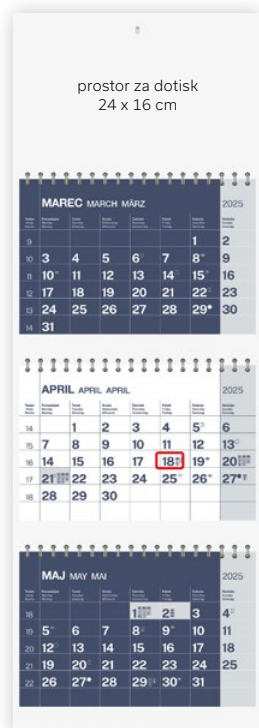 prostor za dotisk
24 x 16 cm
MAREC MARCH MÄRZ 2025
9 1 2
10 3 4 5 6 7 8 9
11 10 11 12 13 14 15 16
12 17 18 19 20 21 22 23
13 24 25 26 27 28 29 30
14 31
APRIL APRIL APRIL 2025
14 1 2 3 4 5 6
15 7 8 9 10 11 12 13
16 14 15 16 17 18 19 20
17 21 22 23 24 25 26 27
18 28 29 30
MAJ MAY MAI 2025
18 1 2 3 4
19 5 6 7 8 9 10 11
20 12 13 14 15 16 17 18
21 19 20 21 22 23 24 25
22 26 27 28 29 30 31